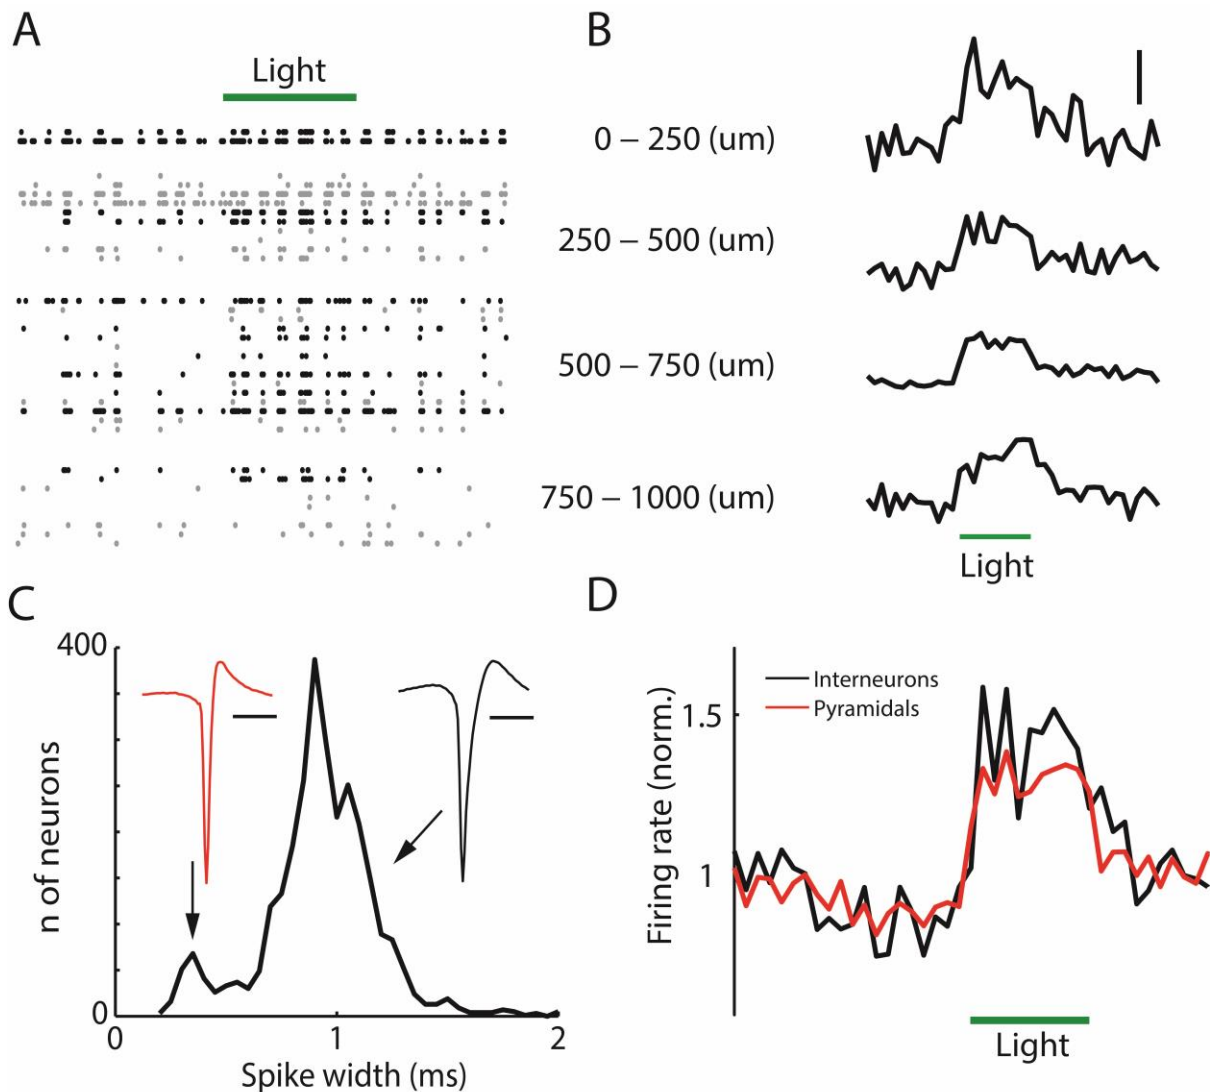 A
Light
B
0 – 250 (um)
250 – 500 (um)
500 – 750 (um)
750 – 1000 (um)
Light
C
400
n of neurons
0
0
1
2
Spike width (ms)
D
Interneurons
Pyramidals
1.5
1
Firing rate (norm.)
Light